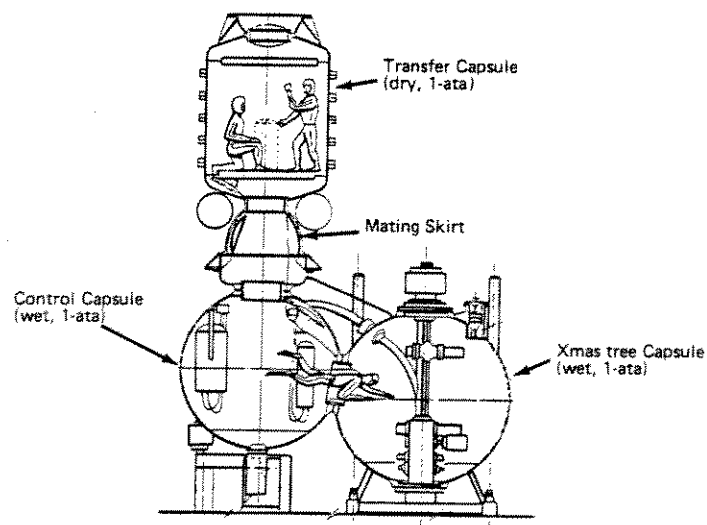 Transfer Capsule
(dry, 1-ata)
Mating Skirt
Control Capsule
(wet, 1-ata)
Xmas tree Capsule
(wet, 1-ata)